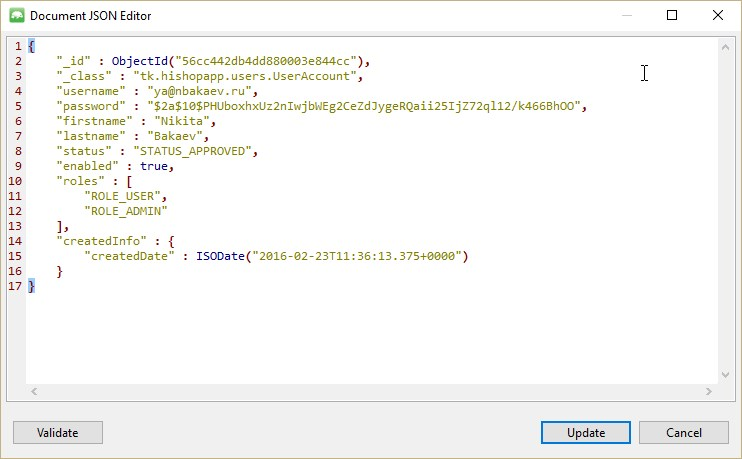 Document JSON Editor
1 {
2 "_id" : ObjectId("56cc442db4dd880003e844cc"),
3 "_class" : "tk.hishopapp.users.UserAccount",
4 "username" : "ya@nbakaev.ru",
5 "password" : "$2a$10$PHUboxhxUz2nIwjbWEg2CeZdJygeRQaii25IjZ72ql12/k466BhOO",
6 "firstname" : "Nikita",
7 "lastname" : "Bakaev",
8 "status" : "STATUS_APPROVED",
9 "enabled" : true,
10 "roles" : [
11 "ROLE_USER",
12 "ROLE_ADMIN"
13 ],
14 "createdInfo" : {
15 "createdDate" : ISODate("2016-02-23T11:36:13.375+0000")
16 }
17 }
Validate Update Cancel